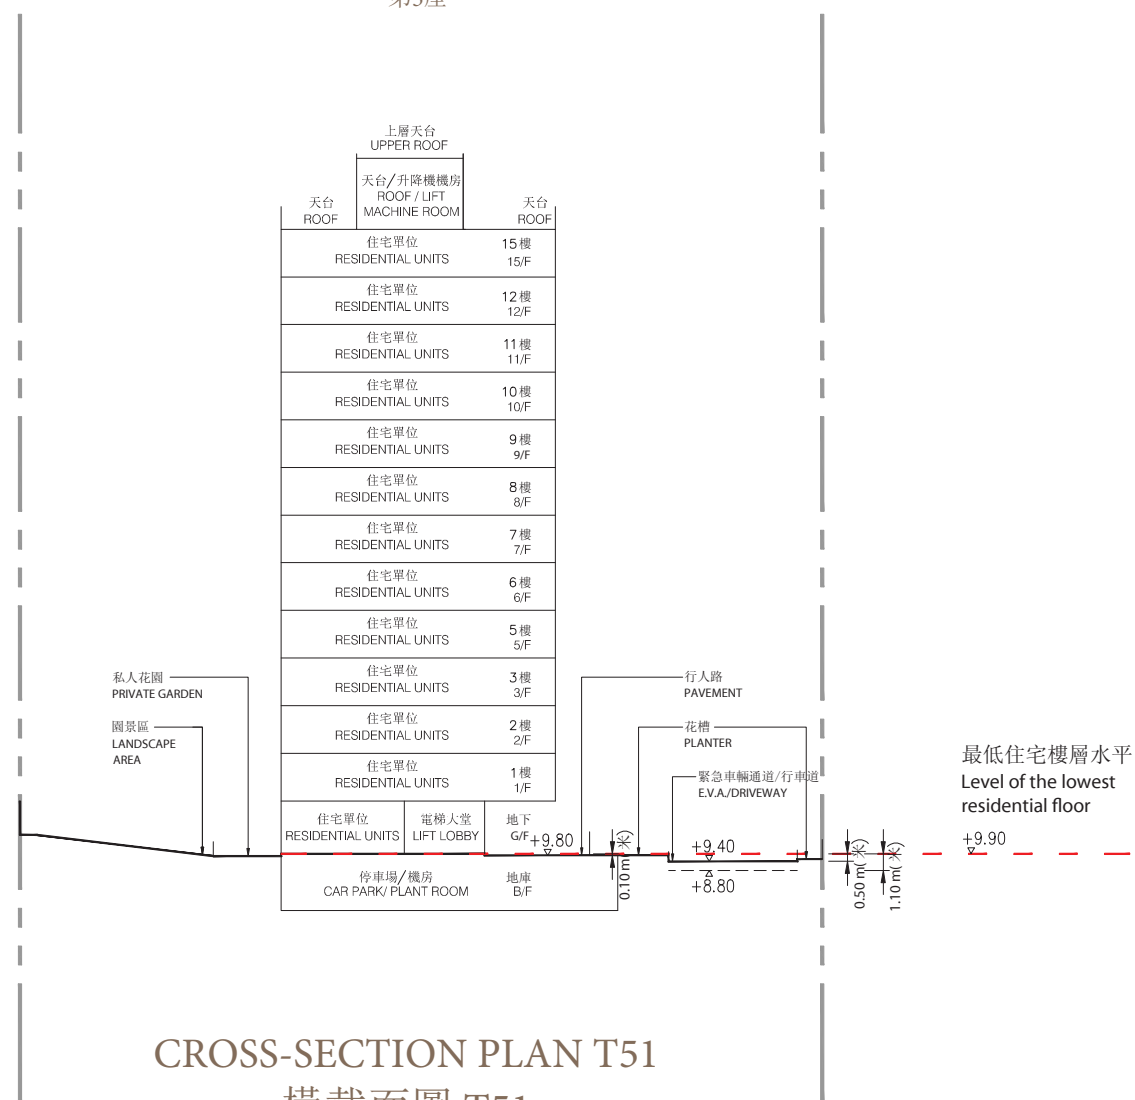 第5座
上層天台
UPPER ROOF
天台/升降機機房
ROOF / LIFT
MACHINE ROOM
天台
ROOF
天台
ROOF
住宅單位
RESIDENTIAL UNITS
15樓
15/F
住宅單位
RESIDENTIAL UNITS
12樓
12/F
住宅單位
RESIDENTIAL UNITS
11樓
11/F
住宅單位
RESIDENTIAL UNITS
10樓
10/F
住宅單位
RESIDENTIAL UNITS
9樓
9/F
住宅單位
RESIDENTIAL UNITS
8樓
8/F
住宅單位
RESIDENTIAL UNITS
7樓
7/F
住宅單位
RESIDENTIAL UNITS
6樓
6/F
住宅單位
RESIDENTIAL UNITS
5樓
5/F
住宅單位
RESIDENTIAL UNITS
3樓
3/F
住宅單位
RESIDENTIAL UNITS
2樓
2/F
住宅單位
RESIDENTIAL UNITS
1樓
1/F
住宅單位
RESIDENTIAL UNITS
電梯大堂
LIFT LOBBY
地下
G/F
停車場/機房
CAR PARK/ PLANT ROOM
地庫
B/F
私人花園
PRIVATE GARDEN
園景區
LANDSCAPE
AREA
行人路
PAVEMENT
花槽
PLANTER
緊急車輛通道/行車道
E.V.A./DRIVEWAY
+9.80
0.10 m(米)
+9.40
+8.80
0.50 m(米)
1.10 m(米)
最低住宅樓層水平
Level of the lowest
residential floor
+9.90
CROSS-SECTION PLAN T51
橫截面圖 T51